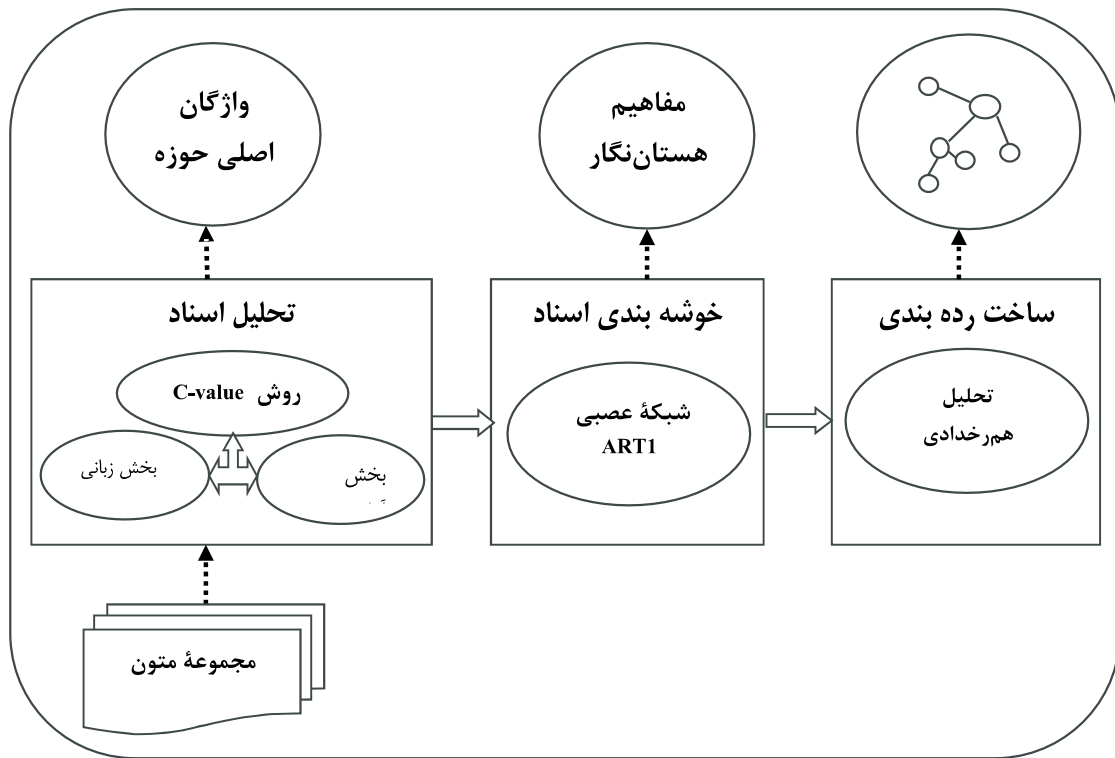 واژگان
اصلی حوزه
مفاهیم
هستان‌نگار
تحلیل اسناد
روش C-value
بخش زبانی
بخش
خوشه بندی اسناد
شبکهٔ عصبی
ART1
ساخت رده بندی
تحلیل
هم‌رخدادی
مجموعهٔ متون